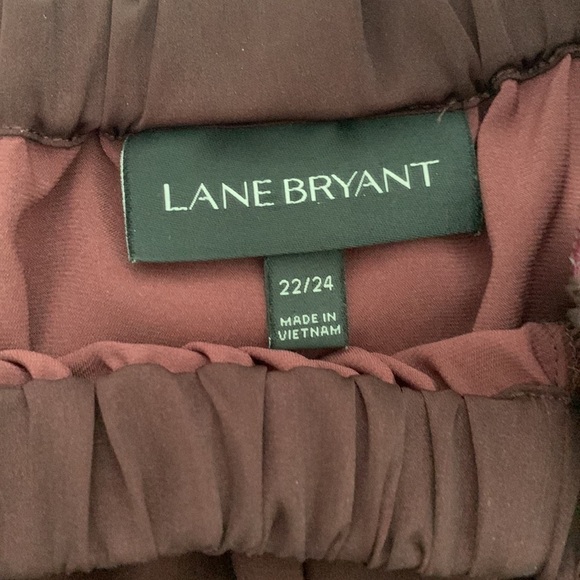 LANE BRYANT
22/24
MADE IN
VIETNAM